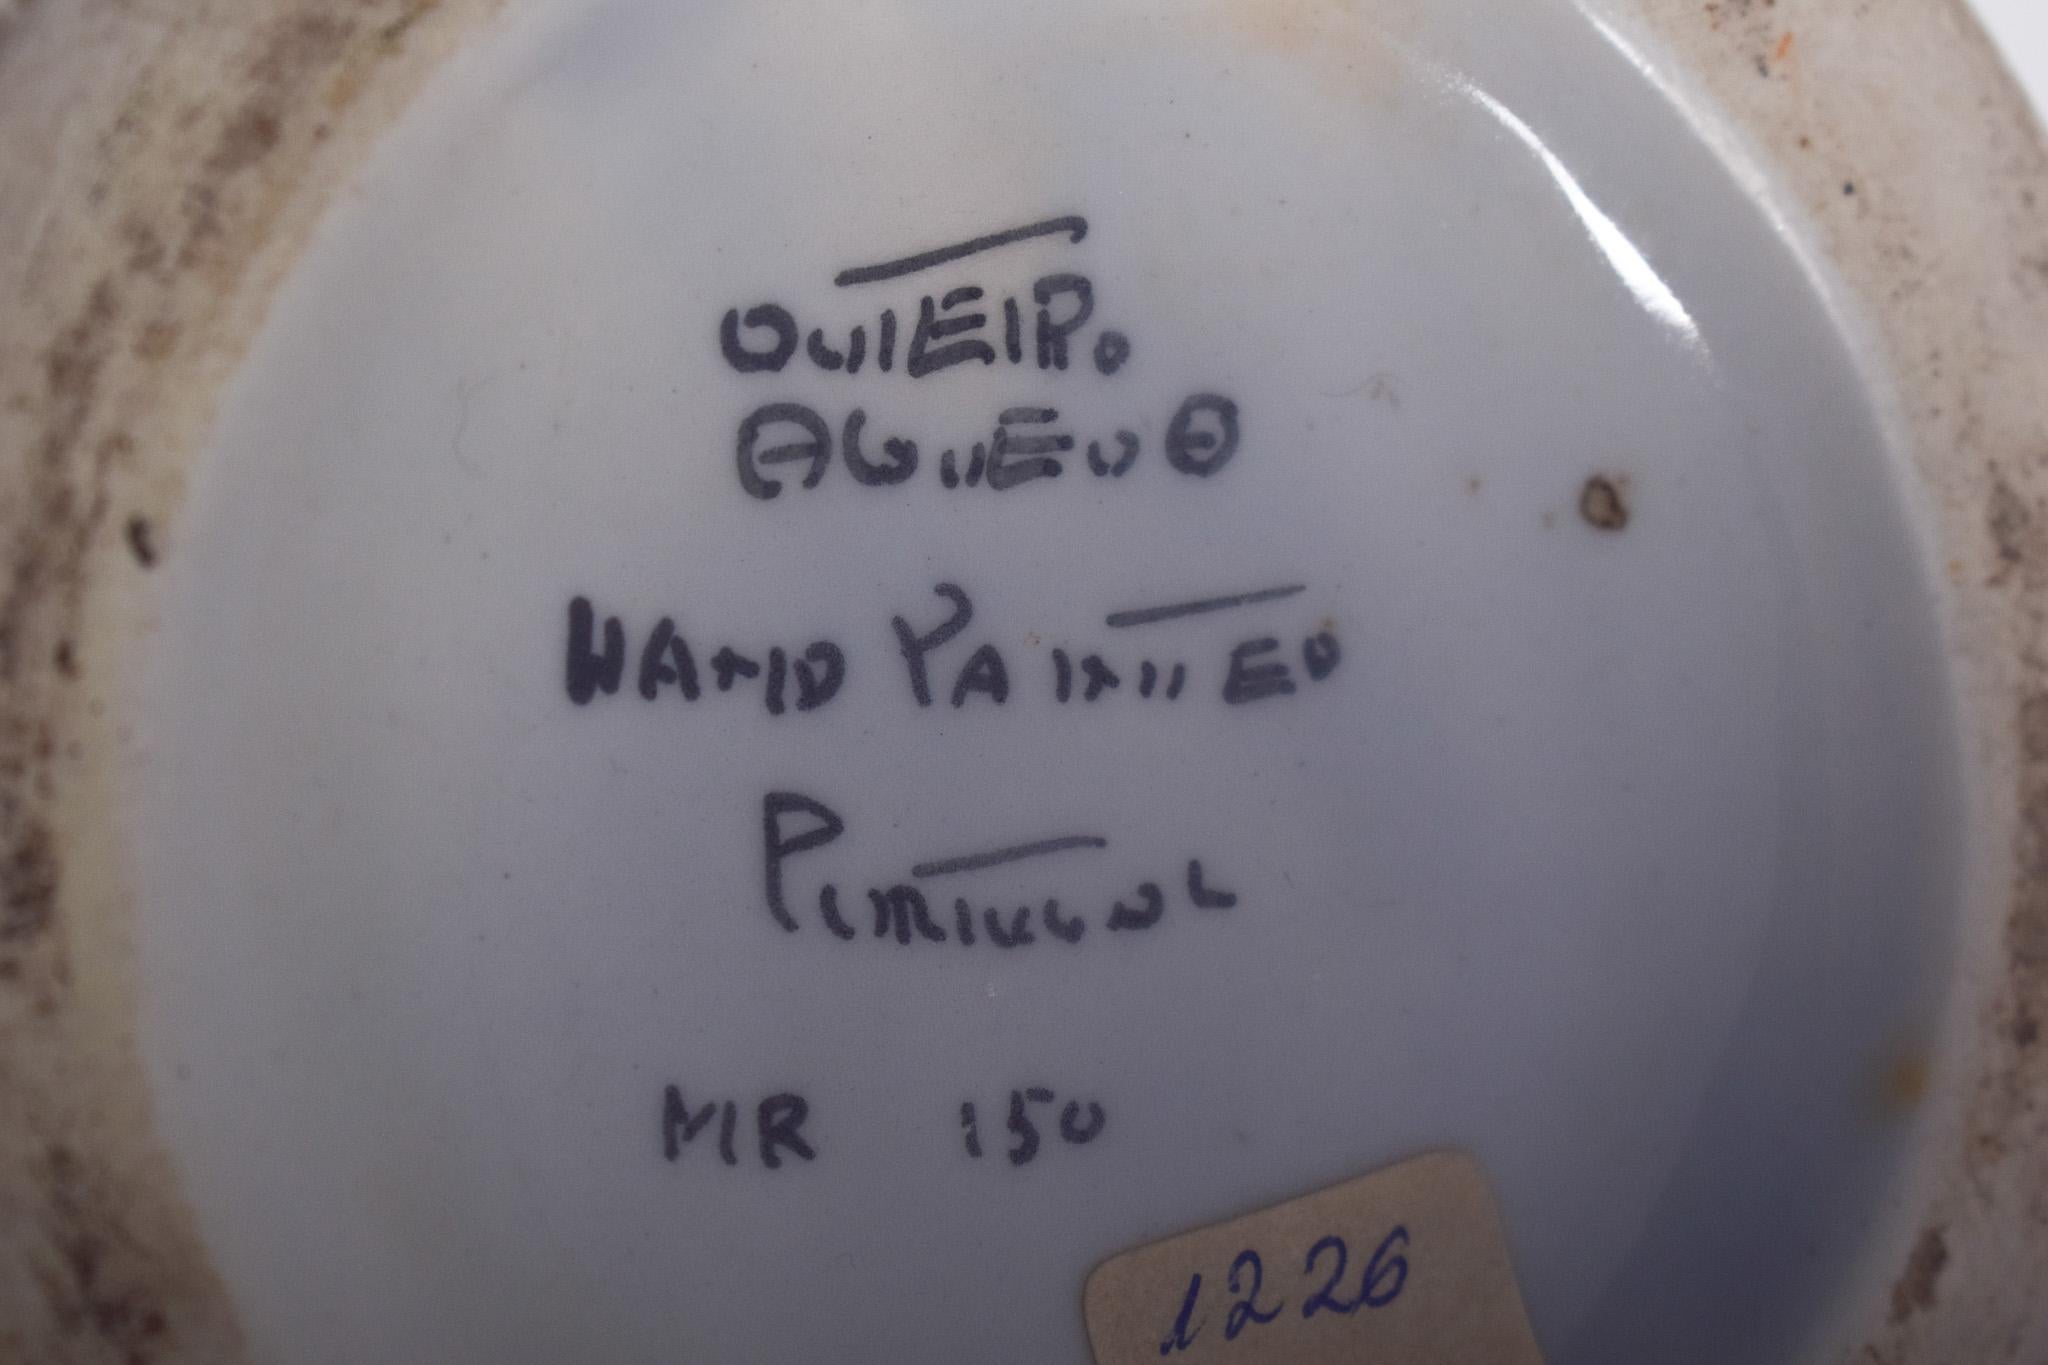 OUTEIRO
AGUEDA
HAND PAINTED
PORTUGAL
MR 150
1226